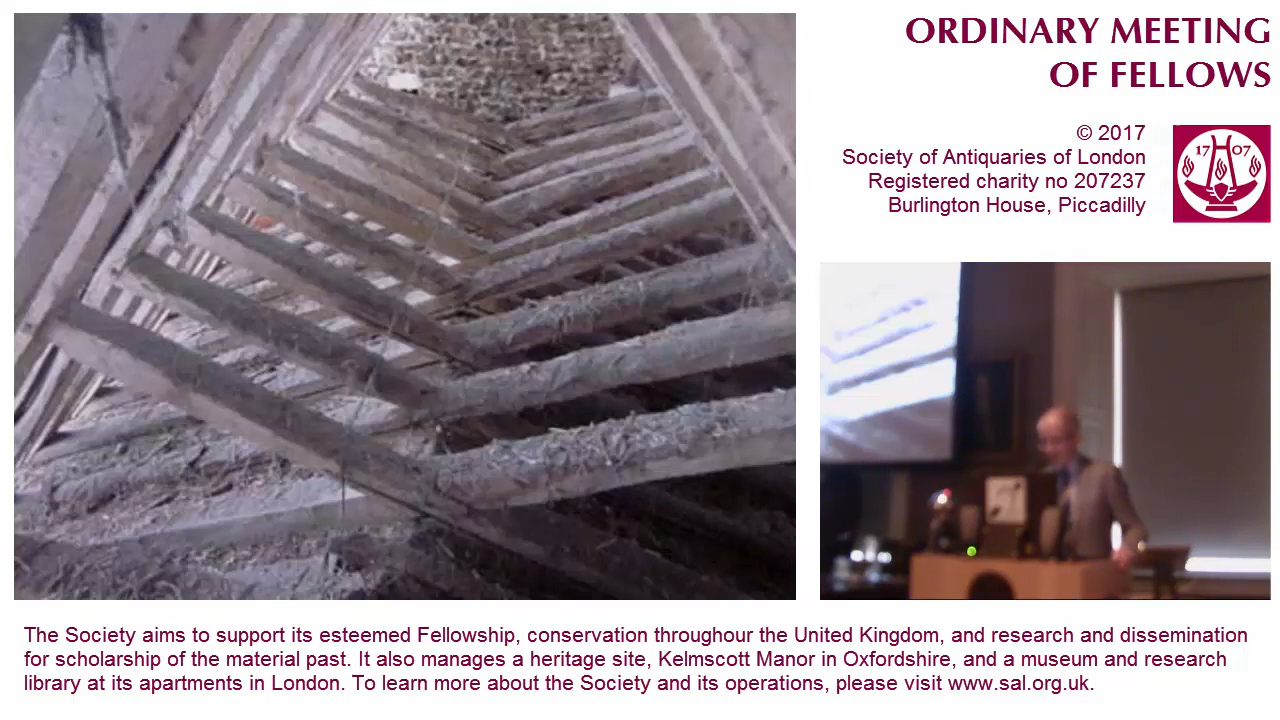 ORDINARY MEETING
OF FELLOWS
© 2017
Society of Antiquaries of London
Registered charity no 207237
Burlington House, Piccadilly
17 07
The Society aims to support its esteemed Fellowship, conservation throughour the United Kingdom, and research and dissemination
for scholarship of the material past. It also manages a heritage site, Kelmscott Manor in Oxfordshire, and a museum and research
library at its apartments in London. To learn more about the Society and its operations, please visit www.sal.org.uk.